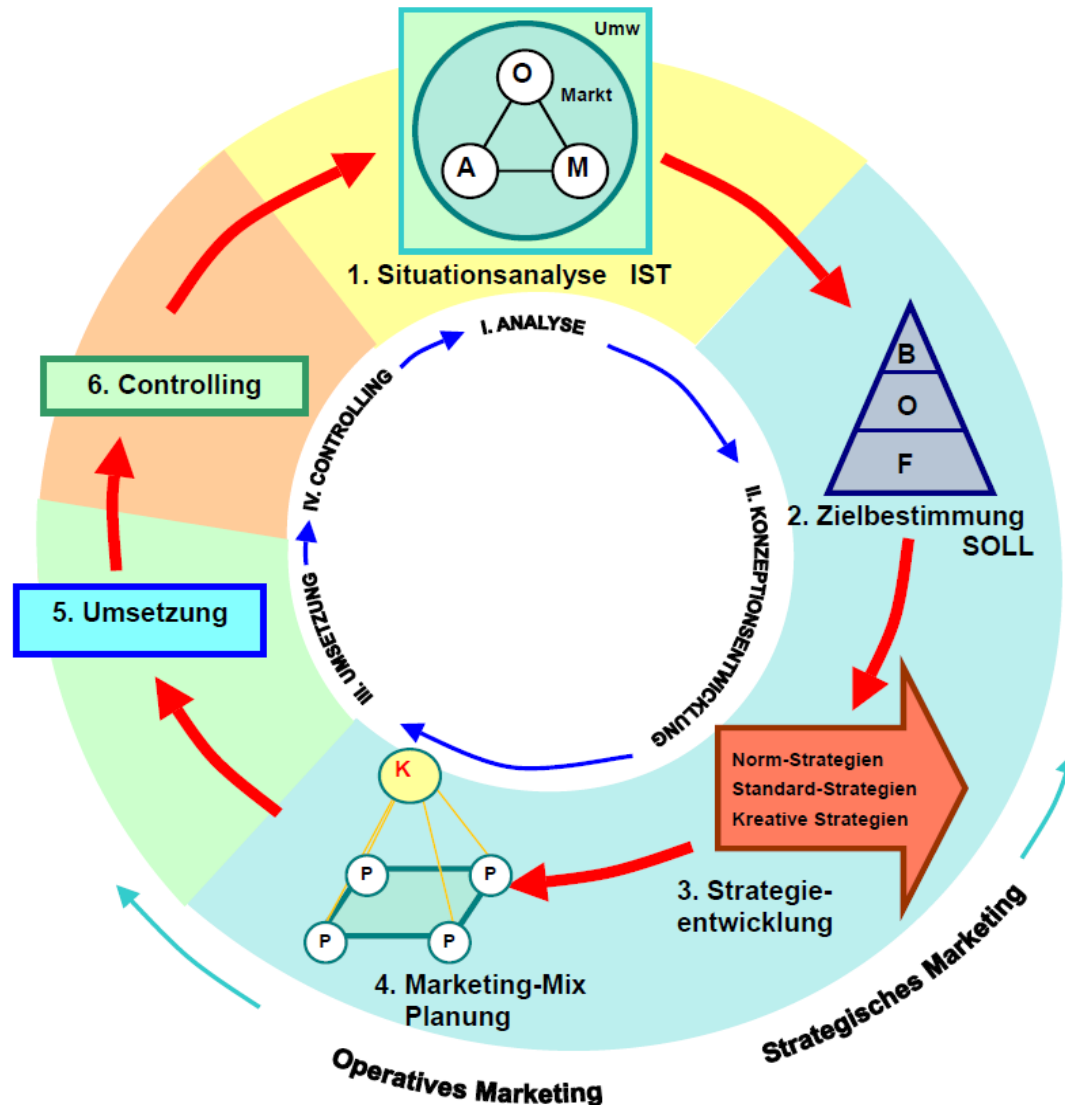 Umw
O
Markt
A
M
1. Situationsanalyse IST
I. ANALYSE
B
O
F
2. Zielbestimmung
SOLL
II. KONZEPTIONSENTWICKLUNG
Norm-Strategien
Standard-Strategien
Kreative Strategien
3. Strategie-
entwicklung
Strategisches Marketing
K
P
P
P
P
4. Marketing-Mix
Planung
Operatives Marketing
III. UMSETZUNG
5. Umsetzung
IV. CONTROLLING
6. Controlling